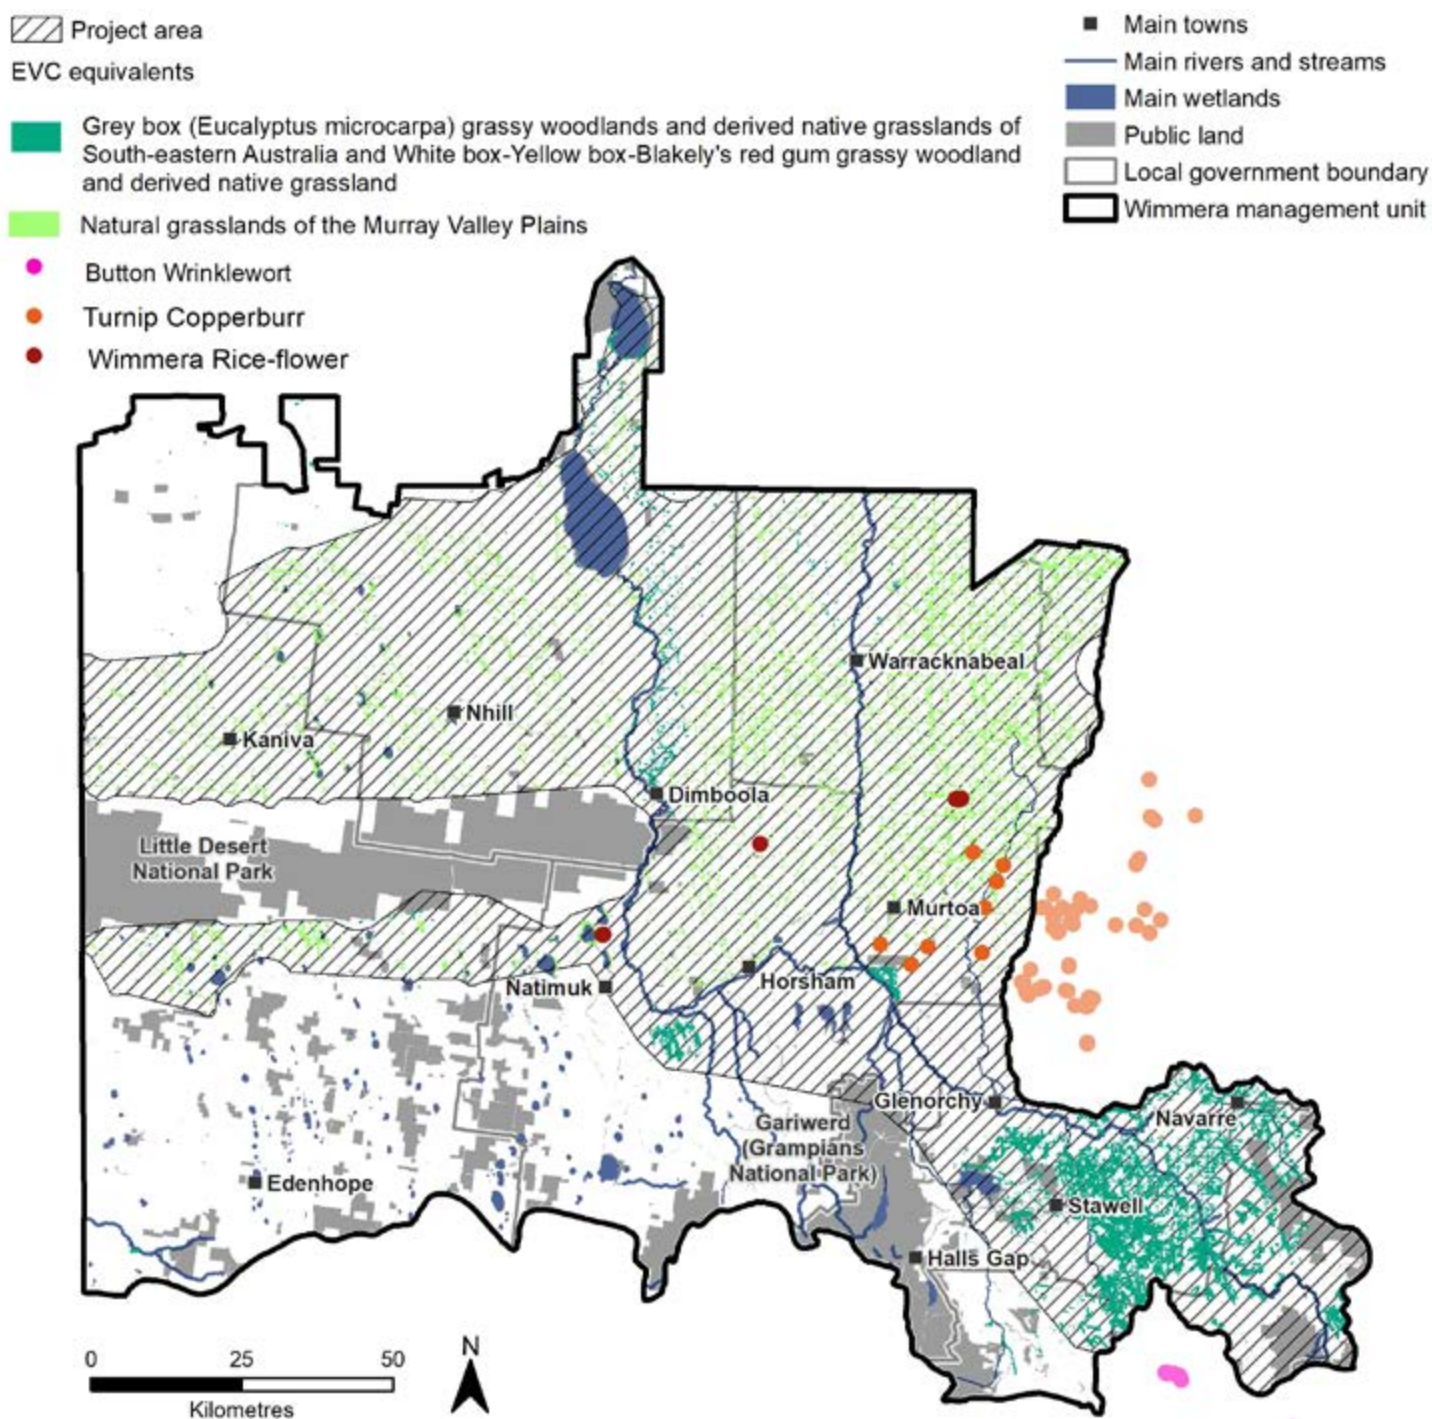 Project area
EVC equivalents
Grey box (Eucalyptus microcarpa) grassy woodlands and derived native grasslands of
South-eastern Australia and White box-Yellow box-Blakely's red gum grassy woodland
and derived native grassland
Natural grasslands of the Murray Valley Plains
Button Wrinklewort
Turnip Copperburr
Wimmera Rice-flower
Main towns
Main rivers and streams
Main wetlands
Public land
Local government boundary
Wimmera management unit
Warracknabeal
Nhill
Kaniva
Dimboola
Little Desert
National Park
Murtoa
Natimuk
Horsham
Glenorchy
Navarre
Gariwerd
(Grampians
National Park)
Edenhope
Stawell
Halls Gap
0 25 50
Kilometres
N